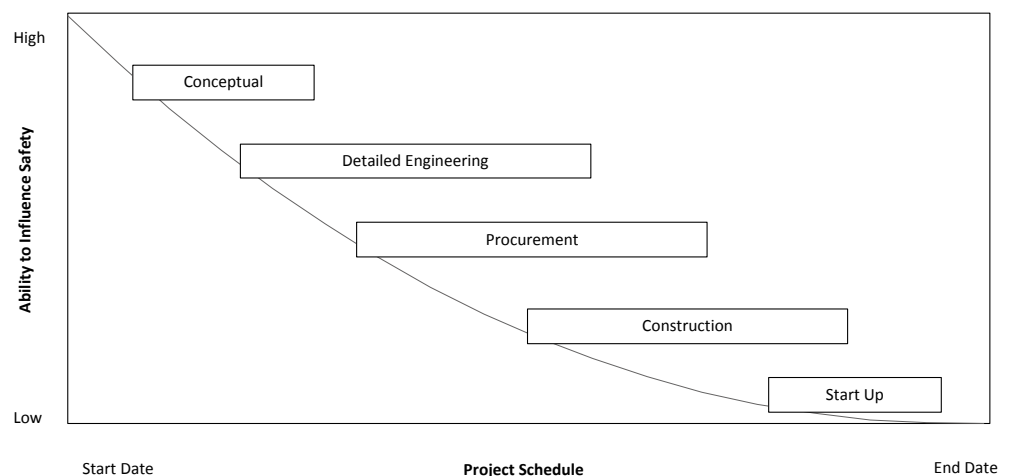 High
Conceptual
Ability to Influence Safety
Detailed Engineering
Procurement
Construction
Start Up
Low
Start Date
Project Schedule
End Date